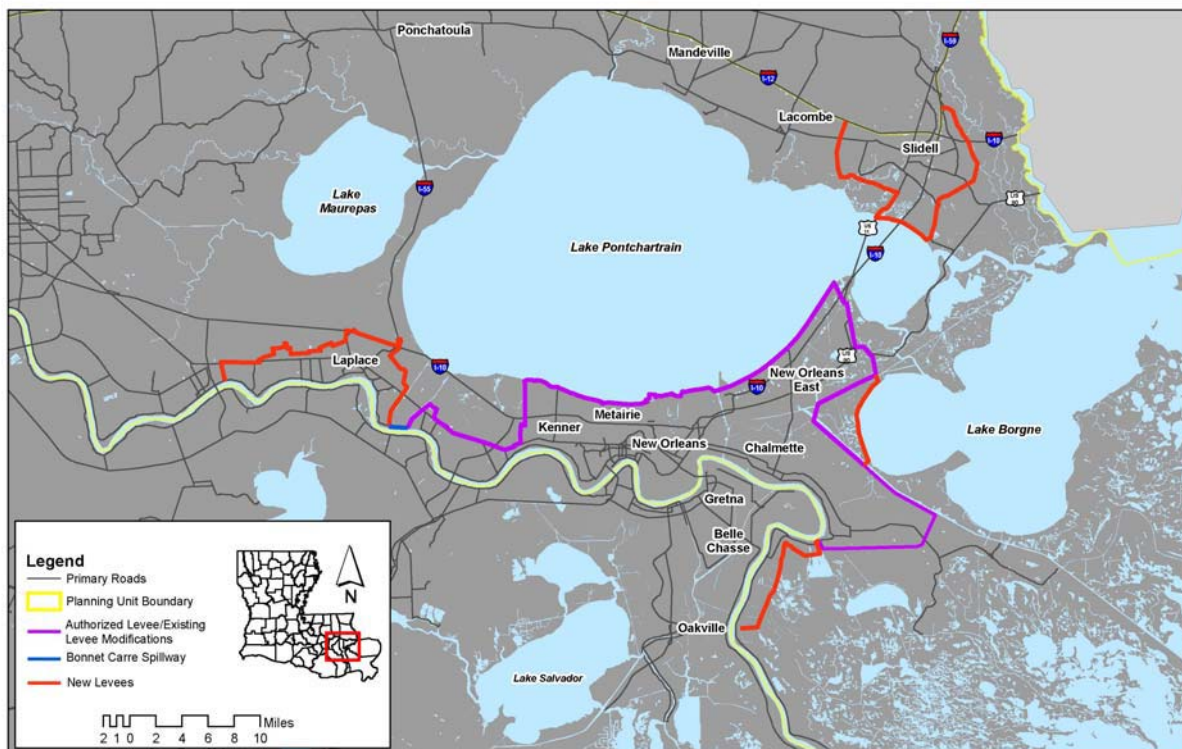 Ponchatoula
Mandeville
I-59
I-12
Lacombe
Slidell
I-10
Lake
Maurepas
I-55
US
90
Lake Pontchartrain
US
11
I-10
Laplace
I-10
US
90
New Orleans
East
I-10
Metairie
Kenner
New Orleans
Chalmette
Lake Borgne
Gretna
Belle
Chasse
Oakville
Lake Salvador
Legend
Primary Roads
Planning Unit Boundary
Authorized Levee/Existing
Levee Modifications
Bonnet Carre Spillway
New Levees
N
Miles
2 1 0 2 4 6 8 10